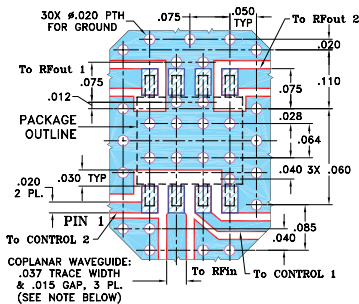 30X ø.020 PTH
FOR GROUND
.075
.050
TYP
To RFout 2
.020
To RFout 1
.075
.110
.075
.012
PACKAGE
OUTLINE
.028
.064
.030 TYP
.040
3X .060
.020
2 PL.
PIN 1
.085
To CONTROL 2
.040
COPLANAR WAVEGUIDE:
.037 TRACE WIDTH
& .015 GAP, 3 PL.
(SEE NOTE BELOW)
To RFin
To CONTROL 1